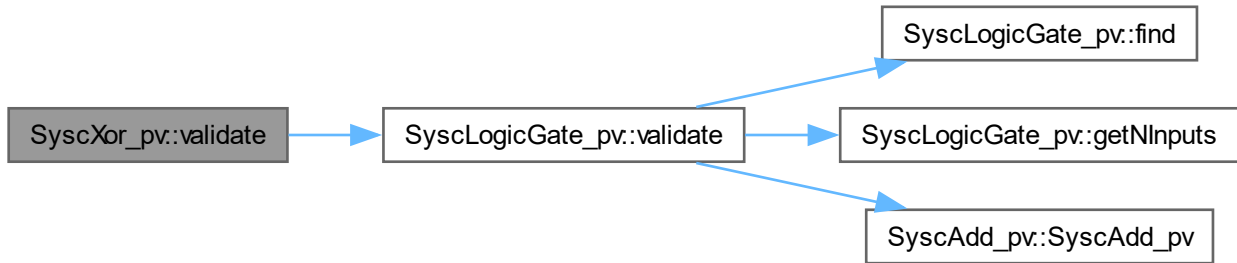 SyscLogicGate_pv::find
SyscXor_pv::validate
SyscLogicGate_pv::validate
SyscLogicGate_pv::getNInputs
SyscAdd_pv::SyscAdd_pv